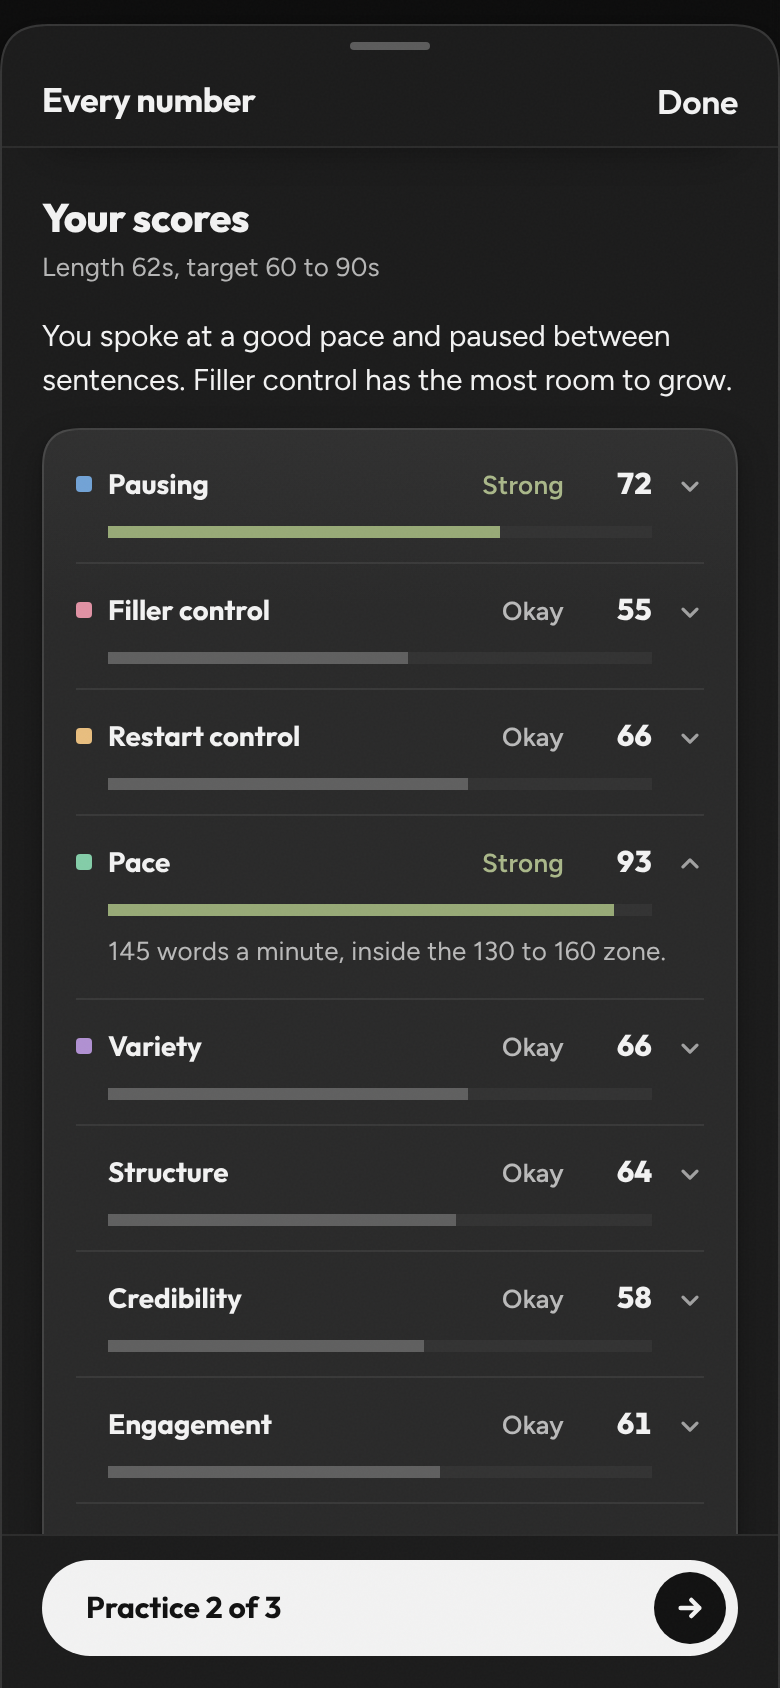 Every number
Done
Your scores
Length 62s, target 60 to 90s
You spoke at a good pace and paused between
sentences. Filler control has the most room to grow.
Pausing Strong 72
Filler control Okay 55
Restart control Okay 66
Pace Strong 93
145 words a minute, inside the 130 to 160 zone.
Variety Okay 66
Structure Okay 64
Credibility Okay 58
Engagement Okay 61
Practice 2 of 3